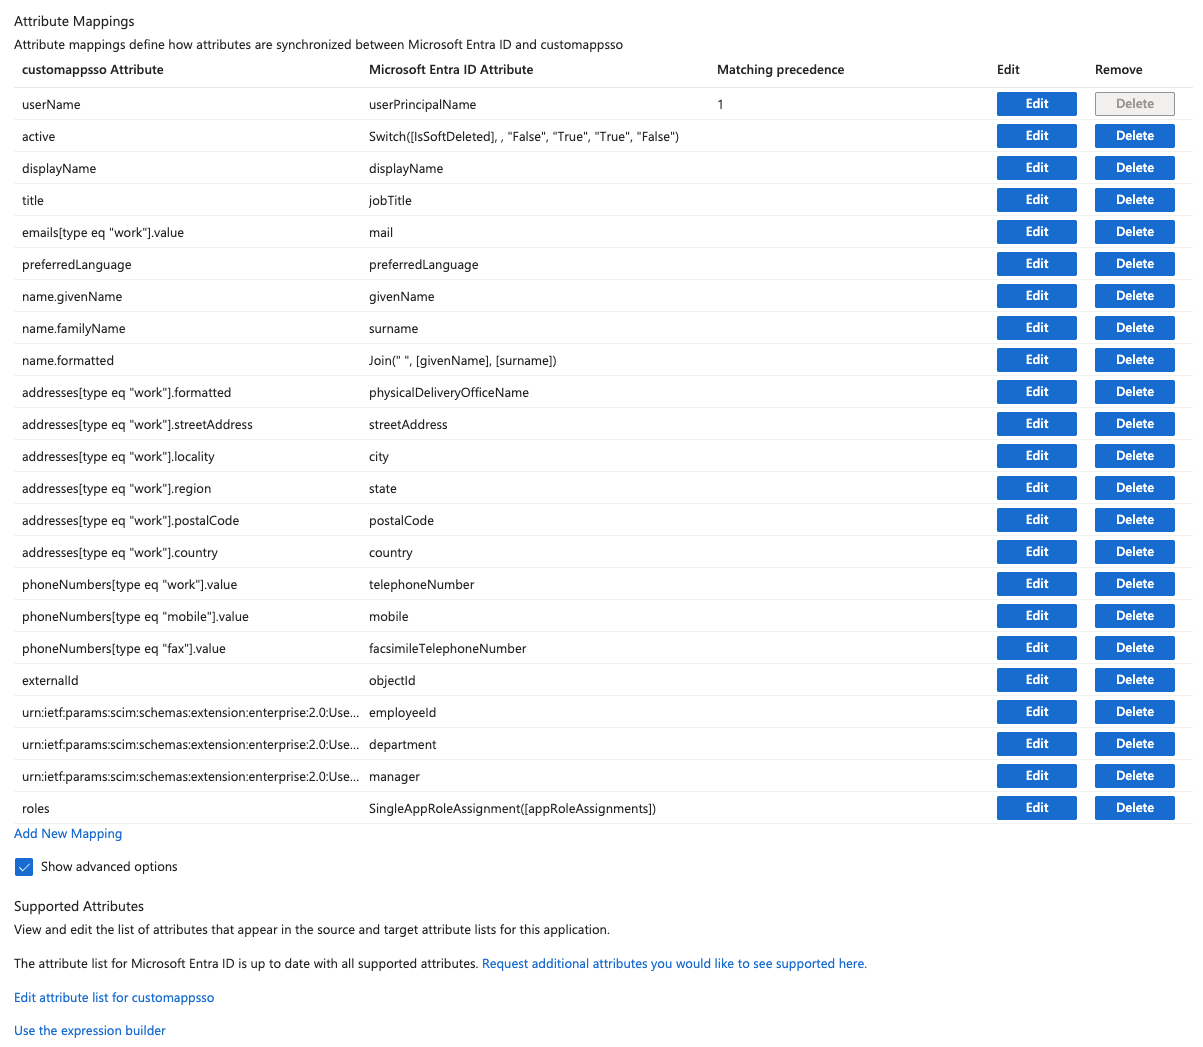 Attribute Mappings
Attribute mappings define how attributes are synchronized between Microsoft Entra ID and customappsso
customappsso Attribute Microsoft Entra ID Attribute Matching precedence Edit Remove
userName userPrincipalName 1 Edit Delete
active Switch([IsSoftDeleted], , "False", "True", "True", "False") Edit Delete
displayName displayName Edit Delete
title jobTitle Edit Delete
emails[type eq "work"].value mail Edit Delete
preferredLanguage preferredLanguage Edit Delete
name.givenName givenName Edit Delete
name.familyName surname Edit Delete
name.formatted Join(" ", [givenName], [surname]) Edit Delete
addresses[type eq "work"].formatted physicalDeliveryOfficeName Edit Delete
addresses[type eq "work"].streetAddress streetAddress Edit Delete
addresses[type eq "work"].locality city Edit Delete
addresses[type eq "work"].region state Edit Delete
addresses[type eq "work"].postalCode postalCode Edit Delete
addresses[type eq "work"].country country Edit Delete
phoneNumbers[type eq "work"].value telephoneNumber Edit Delete
phoneNumbers[type eq "mobile"].value mobile Edit Delete
phoneNumbers[type eq "fax"].value facsimileTelephoneNumber Edit Delete
externalId objectId Edit Delete
urn:ietf:params:scim:schemas:extension:enterprise:2.0:Use... employeeId Edit Delete
urn:ietf:params:scim:schemas:extension:enterprise:2.0:Use... department Edit Delete
urn:ietf:params:scim:schemas:extension:enterprise:2.0:Use... manager Edit Delete
roles SingleAppRoleAssignment([appRoleAssignments]) Edit Delete
Add New Mapping
Show advanced options
Supported Attributes
View and edit the list of attributes that appear in the source and target attribute lists for this application.
The attribute list for Microsoft Entra ID is up to date with all supported attributes. Request additional attributes you would like to see supported here.
Edit attribute list for customappsso
Use the expression builder